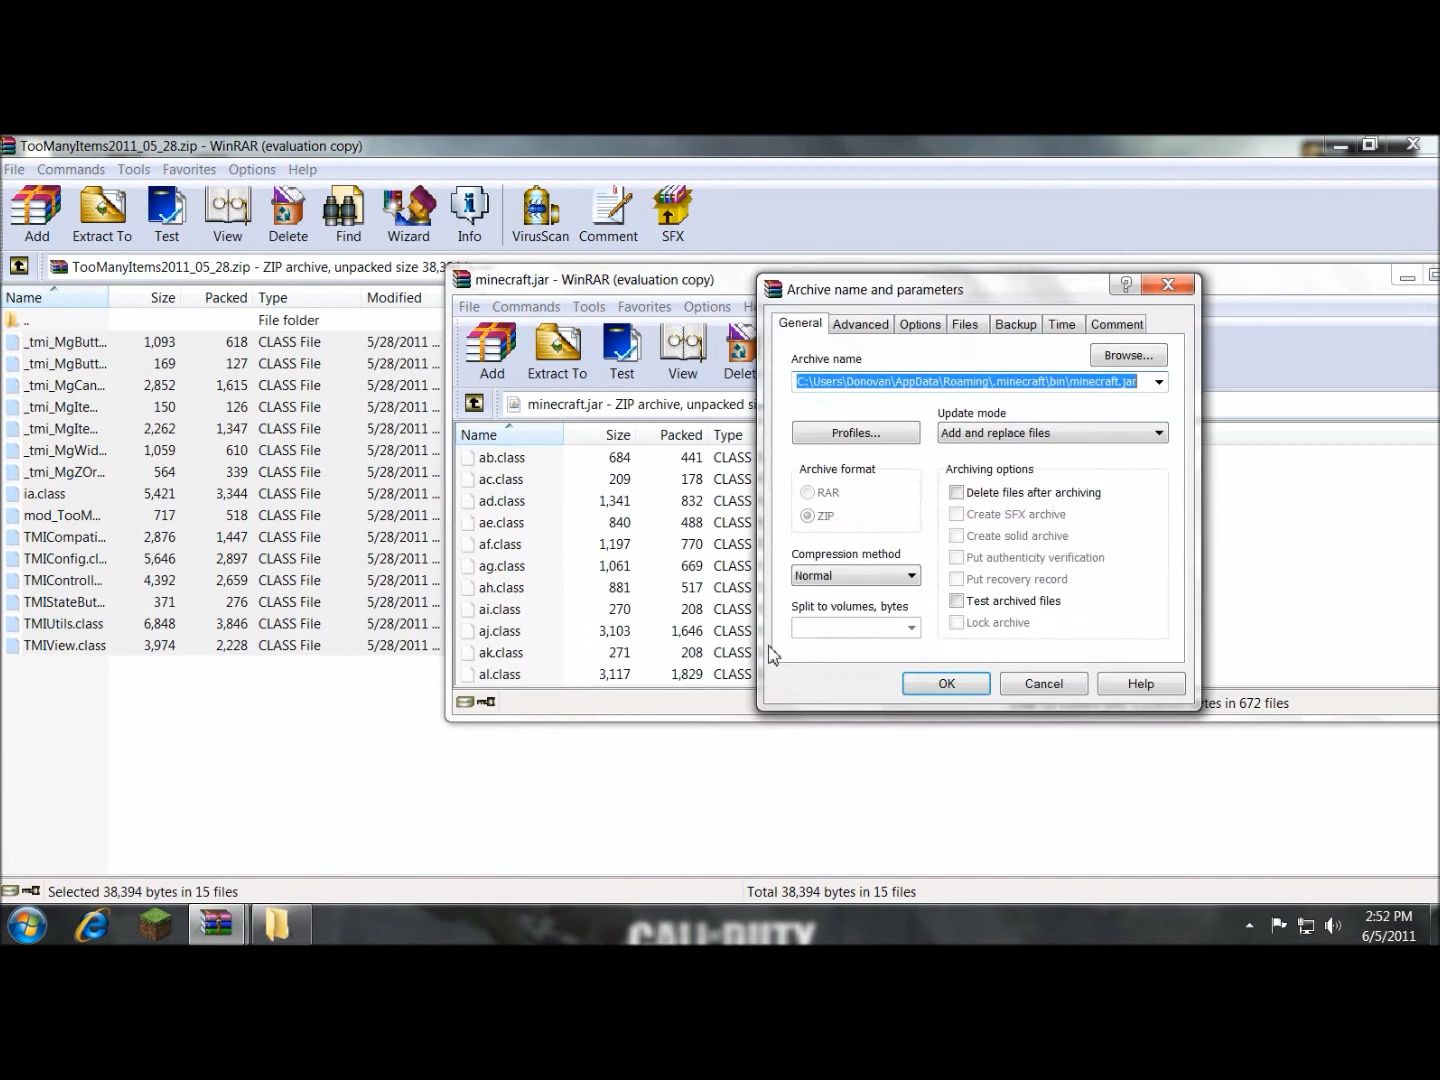 TooManyItems2011_05_28.zip - WinRAR (evaluation copy)
File Commands Tools Favorites Options Help
Add Extract To Test View Delete Find Wizard Info VirusScan Comment SFX
TooManyItems2011_05_28.zip - ZIP archive, unpacked size 38,3
Name Size Packed Type Modified
.. File folder
_tmi_MgButt... 1,093 618 CLASS File 5/28/2011 ...
_tmi_MgButt... 169 127 CLASS File 5/28/2011 ...
_tmi_MgCan... 2,852 1,615 CLASS File 5/28/2011 ...
_tmi_MgIte... 150 126 CLASS File 5/28/2011 ...
_tmi_MgIte... 2,262 1,347 CLASS File 5/28/2011 ...
_tmi_MgWid... 1,059 610 CLASS File 5/28/2011 ...
_tmi_MgZOr... 564 339 CLASS File 5/28/2011 ...
ia.class 5,421 3,344 CLASS File 5/28/2011 ...
mod_TooM... 717 518 CLASS File 5/28/2011 ...
TMICompati... 2,876 1,447 CLASS File 5/28/2011 ...
TMIConfig.cl... 5,646 2,897 CLASS File 5/28/2011 ...
TMIControll... 4,392 2,659 CLASS File 5/28/2011 ...
TMIStateBut... 371 276 CLASS File 5/28/2011 ...
TMIUtils.class 6,848 3,846 CLASS File 5/28/2011 ...
TMIView.class 3,974 2,228 CLASS File 5/28/2011 ...
minecraft.jar - WinRAR (evaluation copy)
File Commands Tools Favorites Options H
Add Extract To Test View Delet
minecraft.jar - ZIP archive, unpacked si
Name Size Packed Type
ab.class 684 441 CLASS
ac.class 209 178 CLASS
ad.class 1,341 832 CLASS
ae.class 840 488 CLASS
af.class 1,197 770 CLASS
ag.class 1,061 669 CLASS
ah.class 881 517 CLASS
ai.class 270 208 CLASS
aj.class 3,103 1,646 CLASS
ak.class 271 208 CLASS
al.class 3,117 1,829 CLASS
tes in 672 files
Archive name and parameters
General Advanced Options Files Backup Time Comment
Archive name
Browse...
C:\Users\Donovan\AppData\Roaming\.minecraft\bin\minecraft.jar
Update mode
Profiles... Add and replace files
Archive format Archiving options
RAR Delete files after archiving
ZIP Create SFX archive
Create solid archive
Compression method Put authenticity verification
Normal Put recovery record
Split to volumes, bytes Test archived files
Lock archive
OK Cancel Help
Selected 38,394 bytes in 15 files Total 38,394 bytes in 15 files
CALL OF DUTY
2:52 PM
6/5/2011